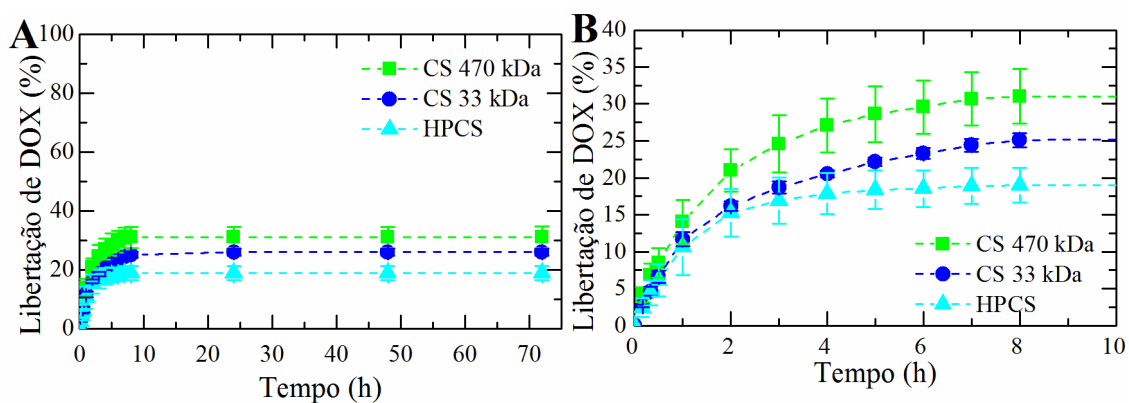 A
Libertação de DOX (%)
100
80
60
40
20
0
CS 470 kDa
CS 33 kDa
HPCS
0 10 20 30 40 50 60 70
Tempo (h)
B
Libertação de DOX (%)
40
35
30
25
20
15
10
5
0
CS 470 kDa
CS 33 kDa
HPCS
0 2 4 6 8 10
Tempo (h)